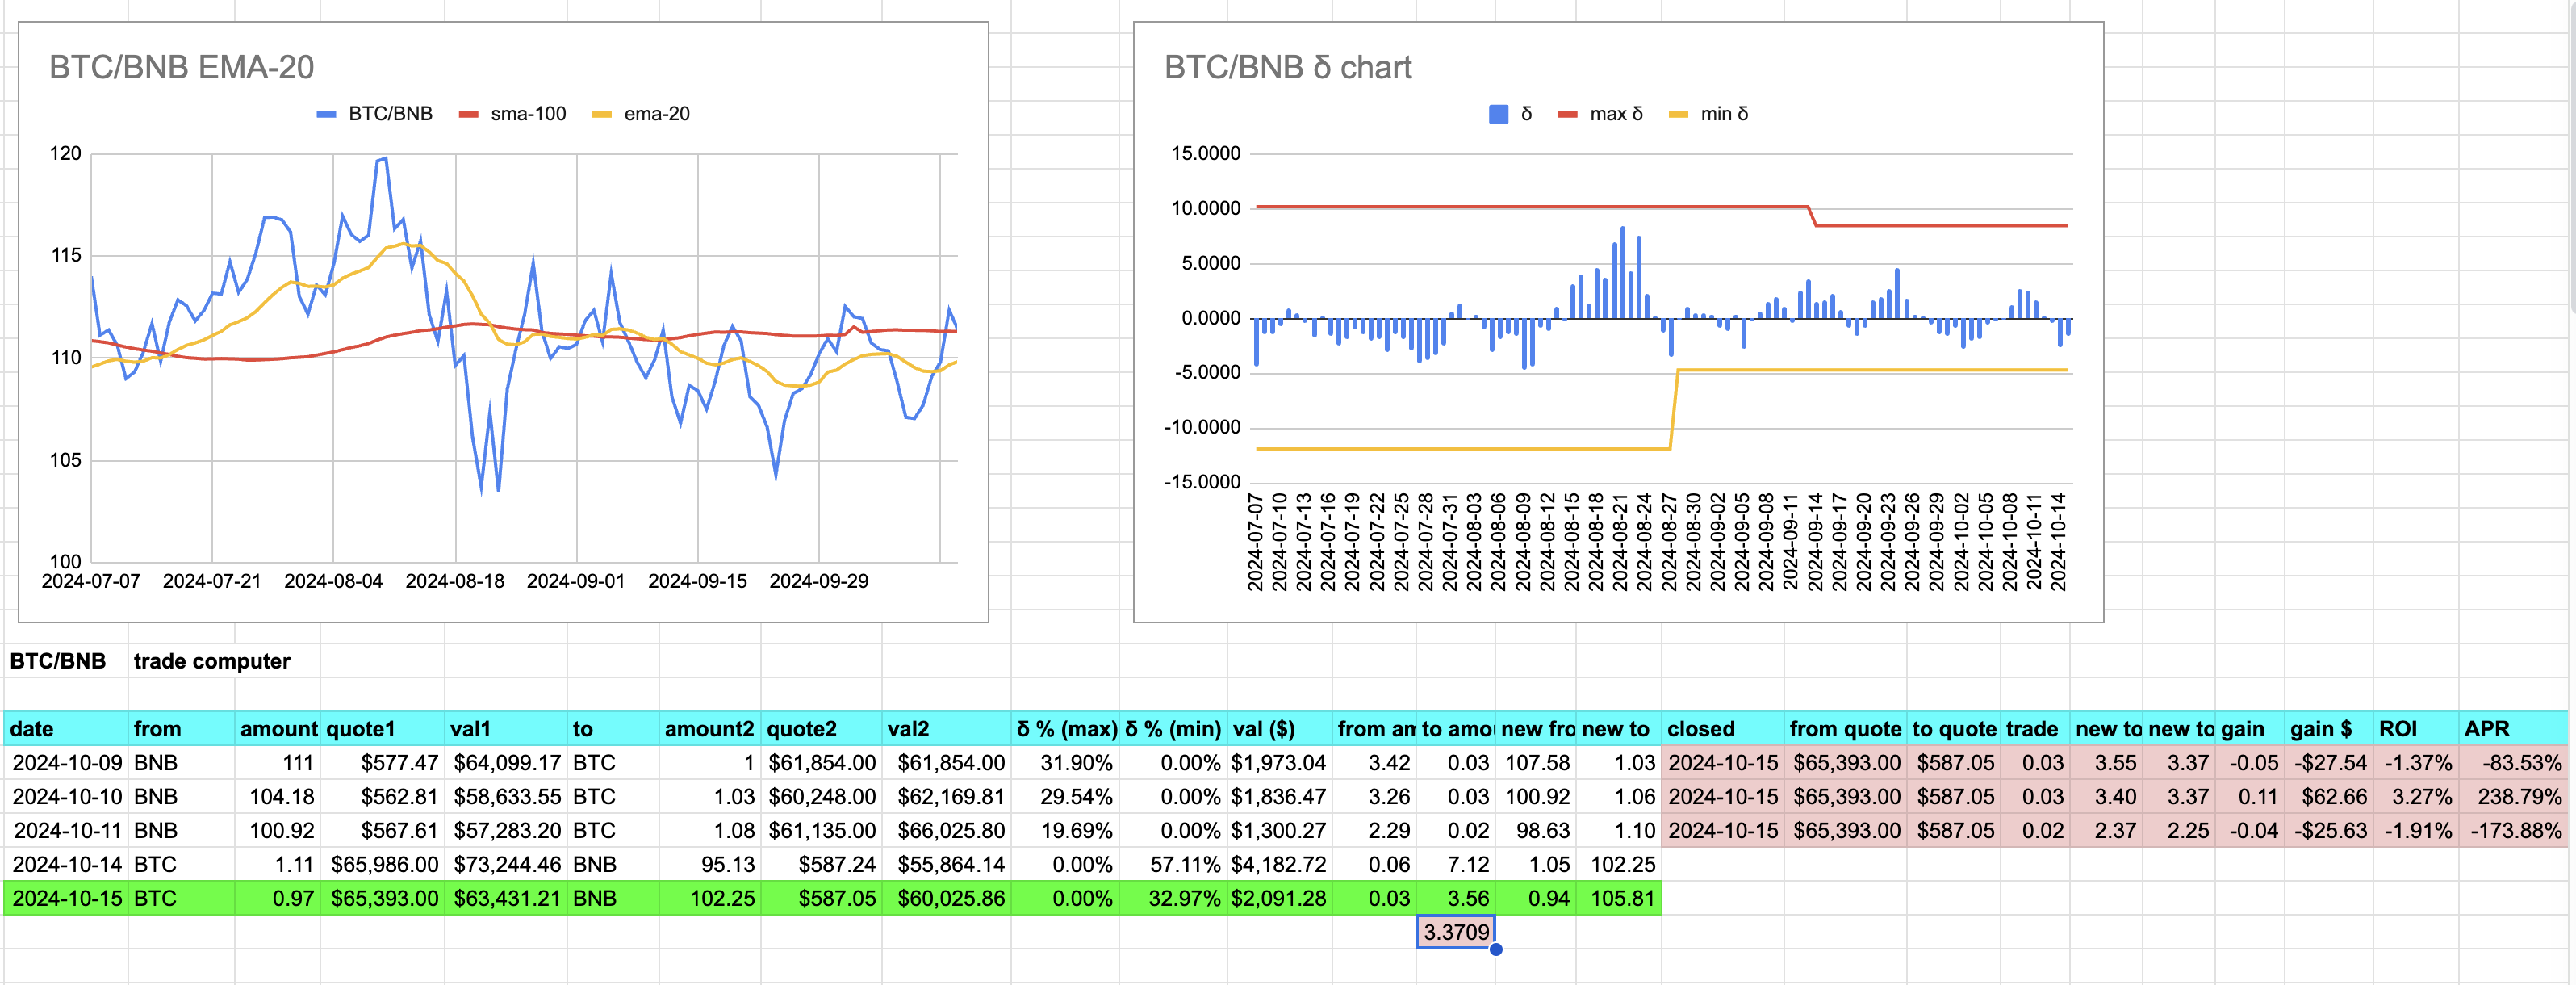 BTC/BNB EMA-20
BTC/BNB sma-100 ema-20
120
115
110
105
100
2024-07-07 2024-07-21 2024-08-04 2024-08-18 2024-09-01 2024-09-15 2024-09-29
BTC/BNB δ chart
δ max δ min δ
15.0000
10.0000
5.0000
0.0000
-5.0000
-10.0000
-15.0000
2024-07-07 2024-07-10 2024-07-13 2024-07-16 2024-07-19 2024-07-22 2024-07-25 2024-07-28 2024-07-31 2024-08-03 2024-08-06 2024-08-09 2024-08-12 2024-08-15 2024-08-18 2024-08-21 2024-08-24 2024-08-27 2024-08-30 2024-09-02 2024-09-05 2024-09-08 2024-09-11 2024-09-14 2024-09-17 2024-09-20 2024-09-23 2024-09-26 2024-09-29 2024-10-02 2024-10-05 2024-10-08 2024-10-11 2024-10-14
BTC/BNB trade computer
date from amount quote1 val1 to amount2 quote2 val2 δ % (max) δ % (min) val ($) from am to amo new fro new to closed from quote to quote trade new to new to gain gain $ ROI APR
2024-10-09 BNB 111 $577.47 $64,099.17 BTC 1 $61,854.00 $61,854.00 31.90% 0.00% $1,973.04 3.42 0.03 107.58 1.03 2024-10-15 $65,393.00 $587.05 0.03 3.55 3.37 -0.05 -$27.54 -1.37% -83.53%
2024-10-10 BNB 104.18 $562.81 $58,633.55 BTC 1.03 $60,248.00 $62,169.81 29.54% 0.00% $1,836.47 3.26 0.03 100.92 1.06 2024-10-15 $65,393.00 $587.05 0.03 3.40 3.37 0.11 $62.66 3.27% 238.79%
2024-10-11 BNB 100.92 $567.61 $57,283.20 BTC 1.08 $61,135.00 $66,025.80 19.69% 0.00% $1,300.27 2.29 0.02 98.63 1.10 2024-10-15 $65,393.00 $587.05 0.02 2.37 2.25 -0.04 -$25.63 -1.91% -173.88%
2024-10-14 BTC 1.11 $65,986.00 $73,244.46 BNB 95.13 $587.24 $55,864.14 0.00% 57.11% $4,182.72 0.06 7.12 1.05 102.25
2024-10-15 BTC 0.97 $65,393.00 $63,431.21 BNB 102.25 $587.05 $60,025.86 0.00% 32.97% $2,091.28 0.03 3.56 0.94 105.81
3.3709